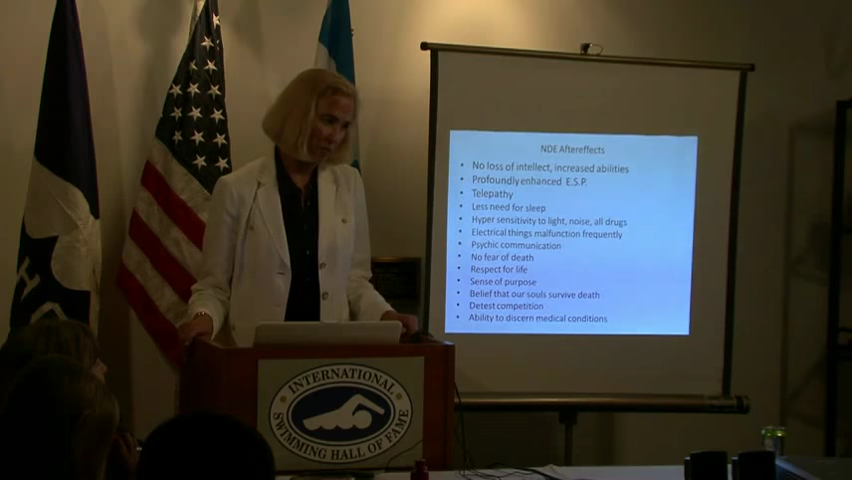 NDE Aftereffects
• No loss of intellect, increased abilities
• Profoundly enhanced E.S.P.
• Telepathy
• Less need for sleep
• Hyper sensitivity to light, noise, all drugs
• Electrical things malfunction frequently
• Psychic communication
• No fear of death
• Respect for life
• Sense of purpose
• Belief that our souls survive death
• Detest competition
• Ability to discern medical conditions
INTERNATIONAL
SWIMMING HALL OF FAME